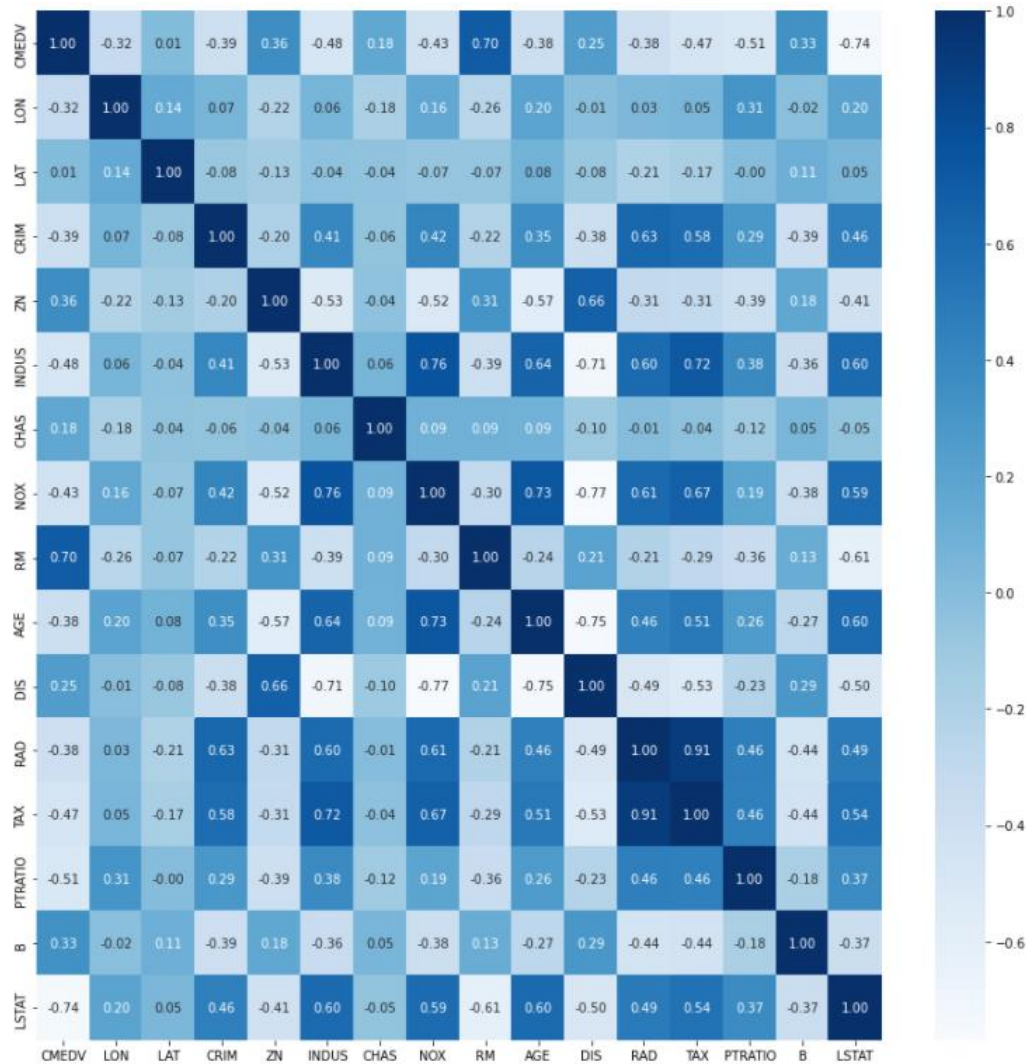 CMEDV 1.00 -0.32 0.01 -0.39 0.36 -0.48 0.18 -0.43 0.70 -0.38 0.25 -0.38 -0.47 -0.51 0.33 -0.74
LON -0.32 1.00 0.14 0.07 -0.22 0.06 -0.18 0.16 -0.26 0.20 -0.01 0.03 0.05 0.31 -0.02 0.20
LAT 0.01 0.14 1.00 -0.08 -0.13 -0.04 -0.04 -0.07 -0.07 0.08 -0.08 -0.21 -0.17 -0.00 0.11 0.05
CRIM -0.39 0.07 -0.08 1.00 -0.20 0.41 -0.06 0.42 -0.22 0.35 -0.38 0.63 0.58 0.29 -0.39 0.46
ZN 0.36 -0.22 -0.13 -0.20 1.00 -0.53 -0.04 -0.52 0.31 -0.57 0.66 -0.31 -0.31 -0.39 0.18 -0.41
INDUS -0.48 0.06 -0.04 0.41 -0.53 1.00 0.06 0.76 -0.39 0.64 -0.71 0.60 0.72 0.38 -0.36 0.60
CHAS 0.18 -0.18 -0.04 -0.06 -0.04 0.06 1.00 0.09 0.09 0.09 -0.10 -0.01 -0.04 -0.12 0.05 -0.05
NOX -0.43 0.16 -0.07 0.42 -0.52 0.76 0.09 1.00 -0.30 0.73 -0.77 0.61 0.67 0.19 -0.38 0.59
RM 0.70 -0.26 -0.07 -0.22 0.31 -0.39 0.09 -0.30 1.00 -0.24 0.21 -0.21 -0.29 -0.36 0.13 -0.61
AGE -0.38 0.20 0.08 0.35 -0.57 0.64 0.09 0.73 -0.24 1.00 -0.75 0.46 0.51 0.26 -0.27 0.60
DIS 0.25 -0.01 -0.08 -0.38 0.66 -0.71 -0.10 -0.77 0.21 -0.75 1.00 -0.49 -0.53 -0.23 0.29 -0.50
RAD -0.38 0.03 -0.21 0.63 -0.31 0.60 -0.01 0.61 -0.21 0.46 -0.49 1.00 0.91 0.46 -0.44 0.49
TAX -0.47 0.05 -0.17 0.58 -0.31 0.72 -0.04 0.67 -0.29 0.51 -0.53 0.91 1.00 0.46 -0.44 0.54
PTRATIO -0.51 0.31 -0.00 0.29 -0.39 0.38 -0.12 0.19 -0.36 0.26 -0.23 0.46 0.46 1.00 -0.18 0.37
B 0.33 -0.02 0.11 -0.39 0.18 -0.36 0.05 -0.38 0.13 -0.27 0.29 -0.44 -0.44 -0.18 1.00 -0.37
LSTAT -0.74 0.20 0.05 0.46 -0.41 0.60 -0.05 0.59 -0.61 0.60 -0.50 0.49 0.54 0.37 -0.37 1.00
CMEDV LON LAT CRIM ZN INDUS CHAS NOX RM AGE DIS RAD TAX PTRATIO B LSTAT
1.0
0.8
0.6
0.4
0.2
0.0
-0.2
-0.4
-0.6